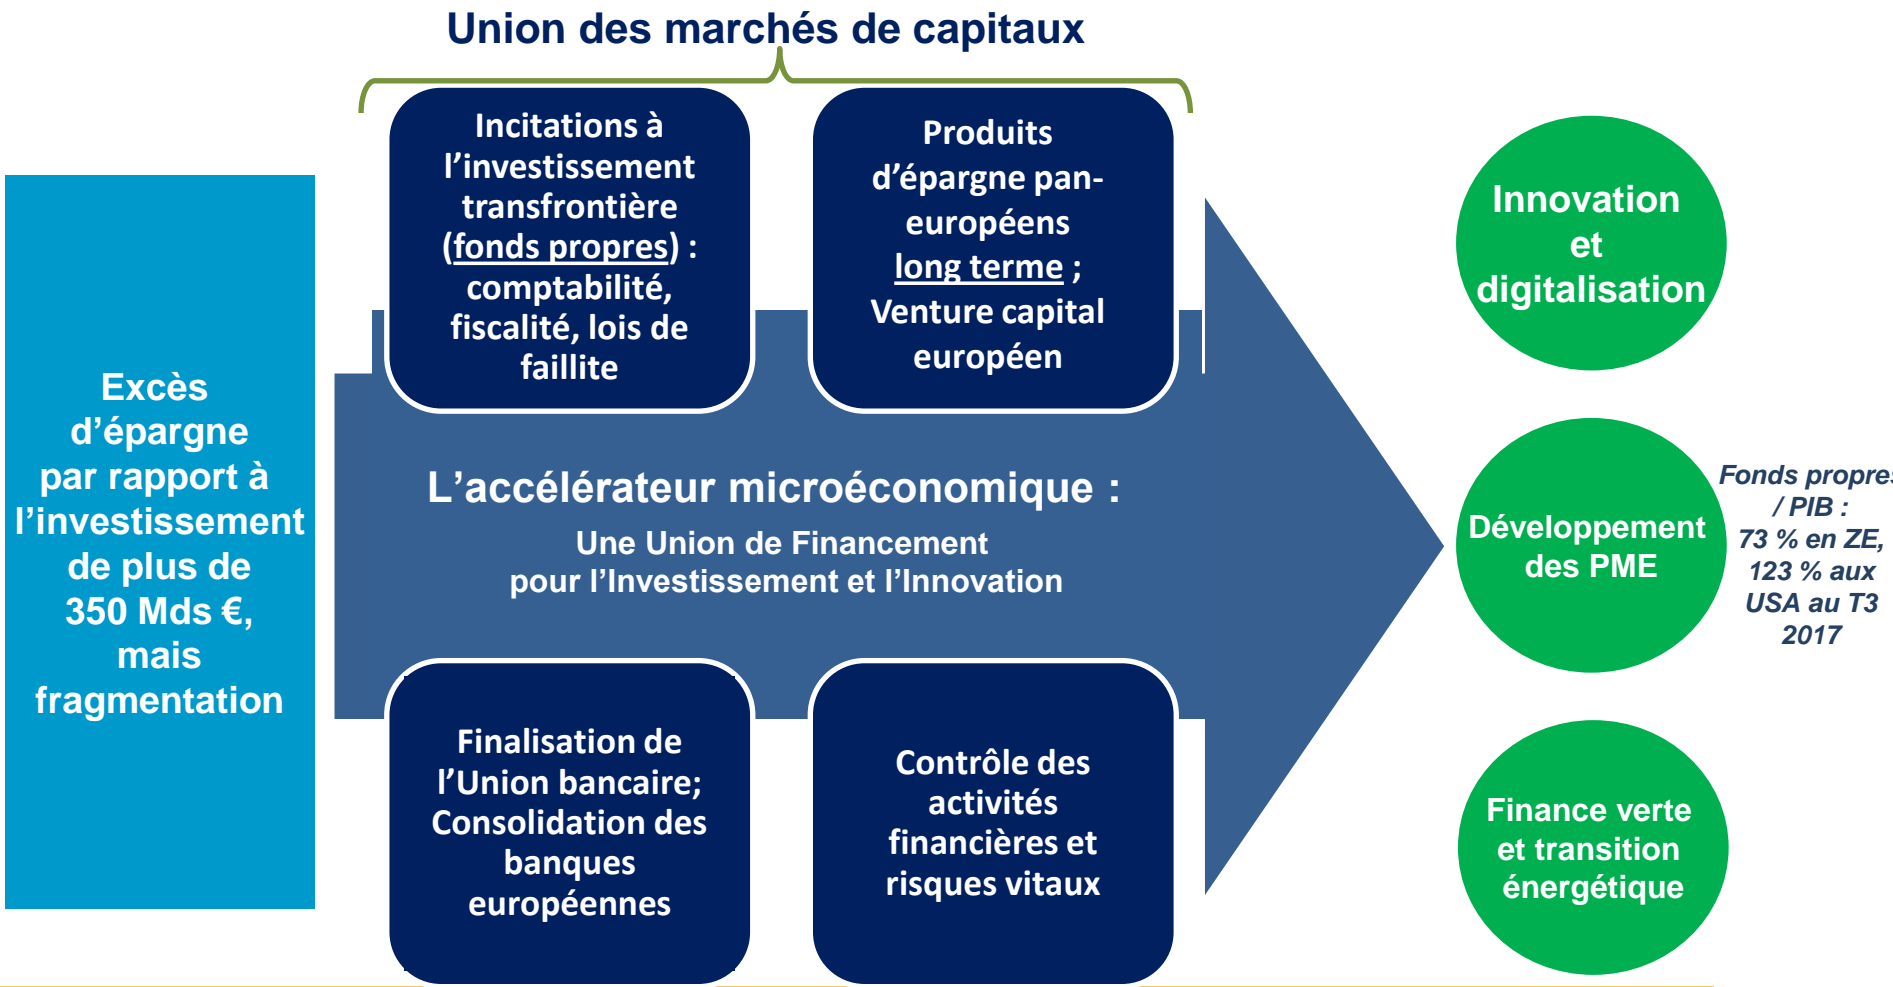 Union des marchés de capitaux
Incitations à
l’investissement
transfrontière
(fonds propres) :
comptabilité,
fiscalité, lois de
faillite
Produits
d’épargne pan-
européens
long terme ;
Venture capital
européen
Excès
d’épargne
par rapport à
l’investissement
de plus de
350 Mds €,
mais
fragmentation
L’accélérateur microéconomique :
Une Union de Financement
pour l’Investissement et l’Innovation
Finalisation de
l’Union bancaire;
Consolidation des
banques
européennes
Contrôle des
activités
financières et
risques vitaux
Innovation
et
digitalisation
Développement
des PME
Fonds propres
/ PIB :
73 % en ZE,
123 % aux
USA au T3
2017
Finance verte
et transition
énergétique